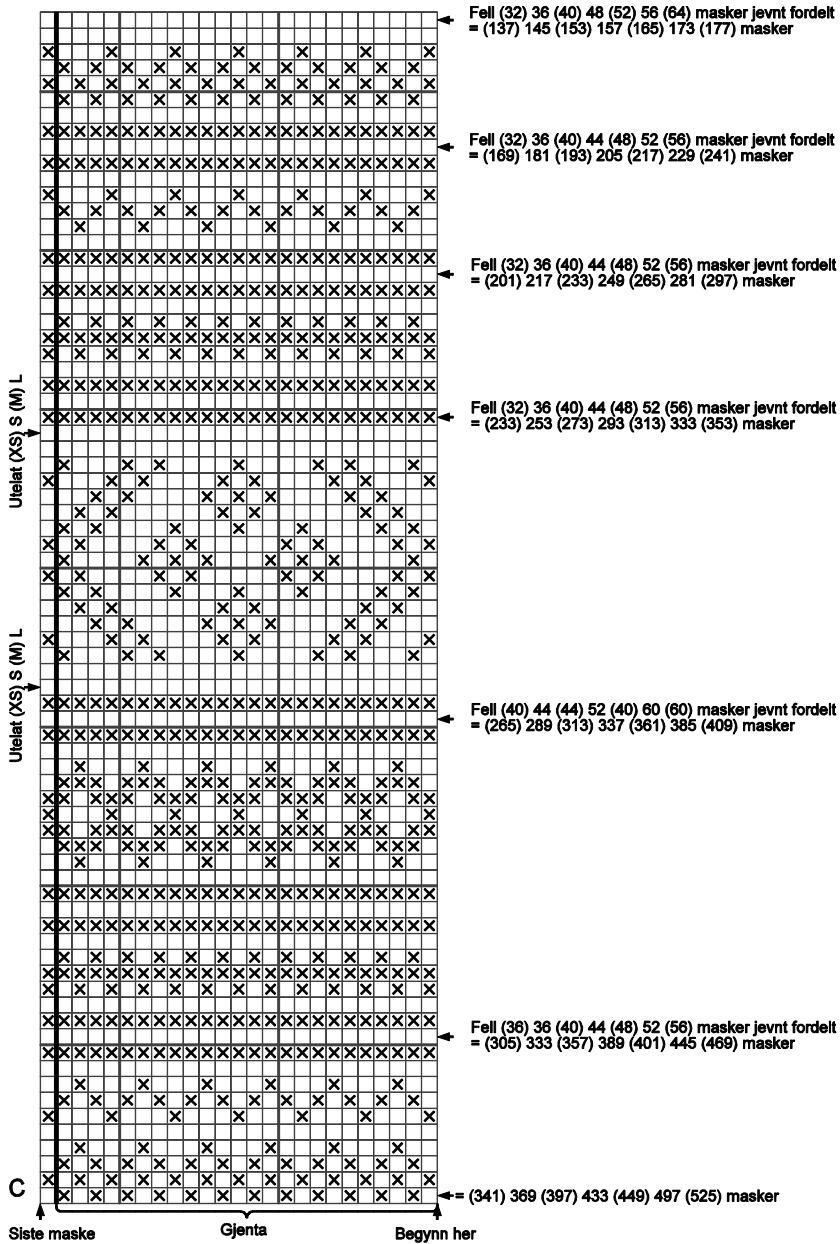 Fell (32) 36 (40) 48 (52) 56 (64) masker jevnt fordelt
= (137) 145 (153) 157 (165) 173 (177) masker
Fell (32) 36 (40) 44 (48) 52 (56) masker jevnt fordelt
= (169) 181 (193) 205 (217) 229 (241) masker
Fell (32) 36 (40) 44 (48) 52 (56) masker jevnt fordelt
= (201) 217 (233) 249 (265) 281 (297) masker
Utelat (XS) S (M) L
Fell (32) 36 (40) 44 (48) 52 (56) masker jevnt fordelt
= (233) 253 (273) 293 (313) 333 (353) masker
Utelat (XS) S (M) L
Fell (40) 44 (44) 52 (40) 60 (60) masker jevnt fordelt
= (265) 289 (313) 337 (361) 385 (409) masker
Fell (36) 36 (40) 44 (48) 52 (56) masker jevnt fordelt
= (305) 333 (357) 389 (401) 445 (469) masker
C
= (341) 369 (397) 433 (449) 497 (525) masker
Siste maske
Gjenta
Begynn her